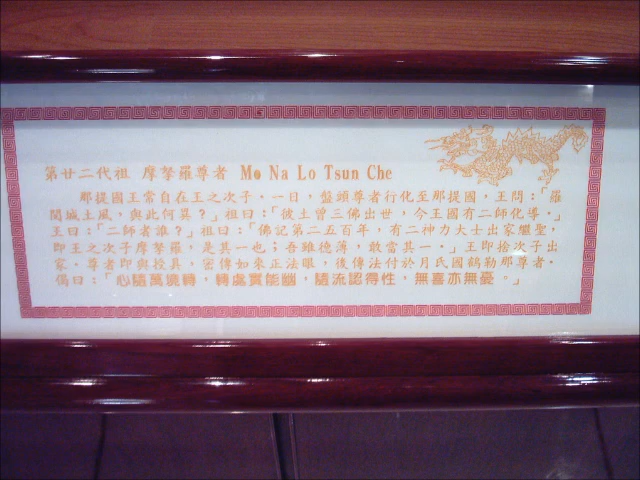 第廿二代祖 摩拏羅尊者 Mo Na Lo Tsun Che
那提國王常自在王之次子．一日，盤頭尊者行化至那提國，王問：「羅
閱城土風，與此何異？」祖曰：「彼土曾三佛出世，今王國有二師化導．」
王曰：「二師者誰？」祖曰：「佛記第二五百年，有二神力大士出家繼聖，
即王之次子摩拏羅，是其一也；吾雖德薄，敢當其一．」王即捨次子出
家．尊者即與授具，密傳如來正法眼，後傳法付於月氏國鶴勒那尊者．
偈曰：「心隨萬境轉，轉處實能幽，隨流認得性，無喜亦無憂。」